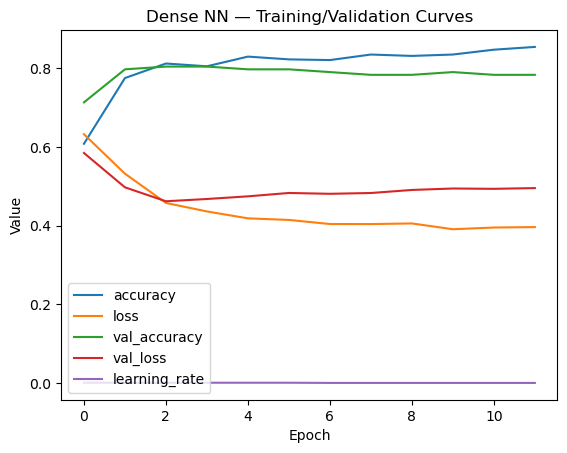 Dense NN — Training/Validation Curves
Value
0.8
0.6
0.4
0.2
0.0
accuracy
loss
val_accuracy
val_loss
learning_rate
0 2 4 6 8 10
Epoch